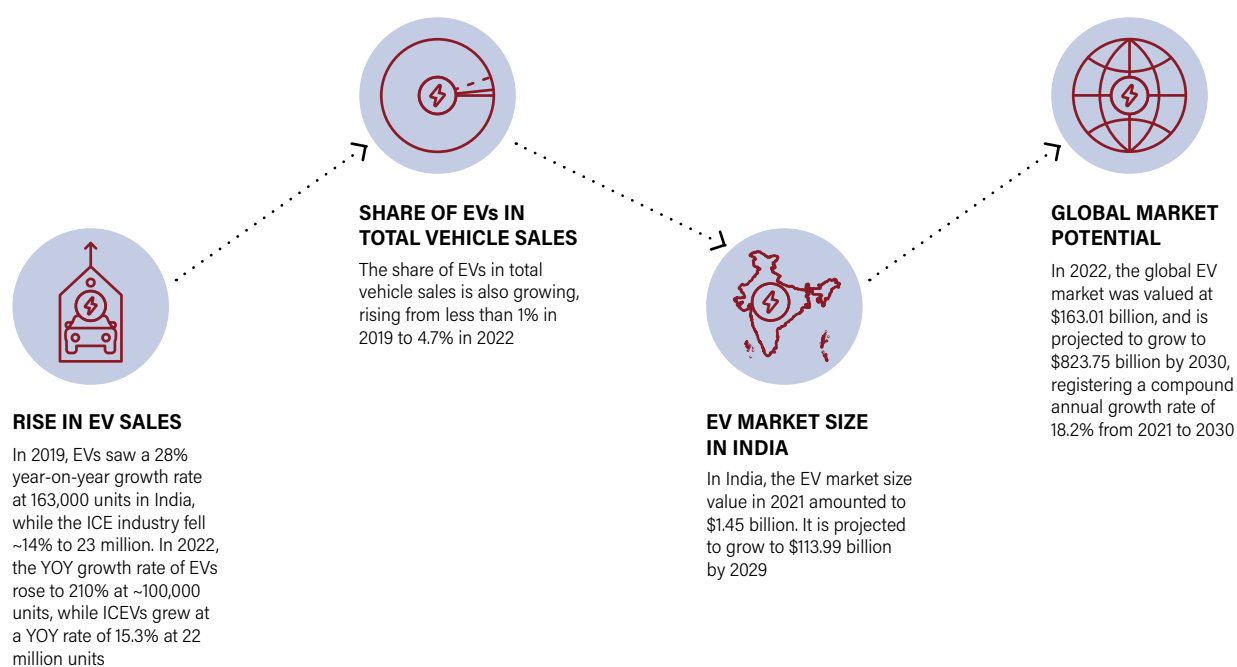 RISE IN EV SALES
In 2019, EVs saw a 28%
year-on-year growth rate
at 163,000 units in India,
while the ICE industry fell
~14% to 23 million. In 2022,
the YOY growth rate of EVs
rose to 210% at ~100,000
units, while ICEVs grew at
a YOY rate of 15.3% at 22
million units
SHARE OF EVs IN
TOTAL VEHICLE SALES
The share of EVs in total
vehicle sales is also growing,
rising from less than 1% in
2019 to 4.7% in 2022
EV MARKET SIZE
IN INDIA
In India, the EV market size
value in 2021 amounted to
$1.45 billion. It is projected
to grow to $113.99 billion
by 2029
GLOBAL MARKET
POTENTIAL
In 2022, the global EV
market was valued at
$163.01 billion, and is
projected to grow to
$823.75 billion by 2030,
registering a compound
annual growth rate of
18.2% from 2021 to 2030